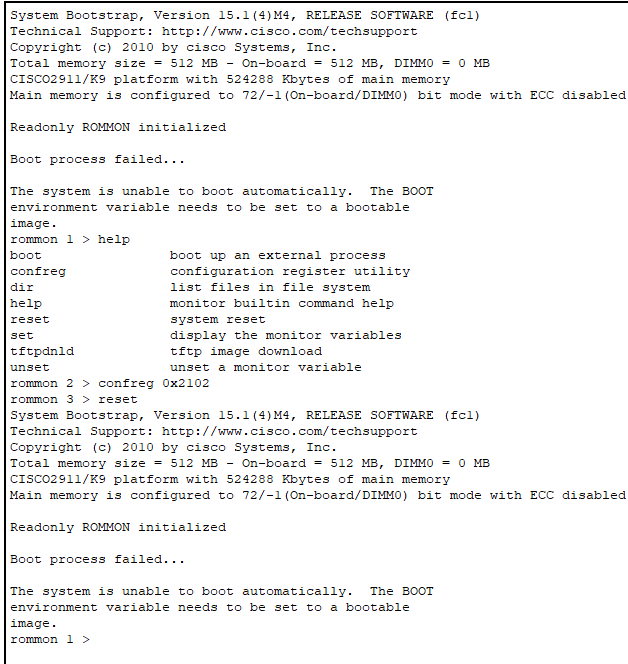 System Bootstrap, Version 15.1(4)M4, RELEASE SOFTWARE (fc1)
Technical Support: http://www.cisco.com/techsupport
Copyright (c) 2010 by cisco Systems, Inc.
Total memory size = 512 MB - On-board = 512 MB, DIMM0 = 0 MB
CISCO2911/K9 platform with 524288 Kbytes of main memory
Main memory is configured to 72/-1(On-board/DIMM0) bit mode with ECC disabled

Readonly ROMMON initialized

Boot process failed...

The system is unable to boot automatically.  The BOOT
environment variable needs to be set to a bootable
image.
rommon 1 > help
boot                boot up an external process
confreg             configuration register utility
dir                 list files in file system
help                monitor builtin command help
reset               system reset
set                 display the monitor variables
tftpdnld            tftp image download
unset               unset a monitor variable
rommon 2 > confreg 0x2102
rommon 3 > reset
System Bootstrap, Version 15.1(4)M4, RELEASE SOFTWARE (fc1)
Technical Support: http://www.cisco.com/techsupport
Copyright (c) 2010 by cisco Systems, Inc.
Total memory size = 512 MB - On-board = 512 MB, DIMM0 = 0 MB
CISCO2911/K9 platform with 524288 Kbytes of main memory
Main memory is configured to 72/-1(On-board/DIMM0) bit mode with ECC disabled

Readonly ROMMON initialized

Boot process failed...

The system is unable to boot automatically.  The BOOT
environment variable needs to be set to a bootable
image.
rommon 1 >